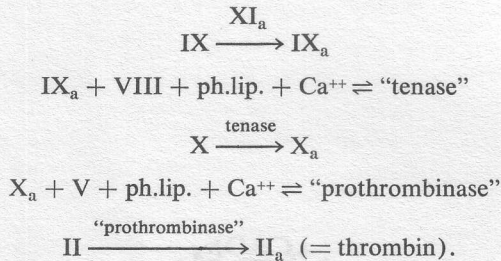 XIₐ
IX ⟶ IXₐ
IXₐ + VIII + ph.lip. + Ca⁺⁺ ⇌ “tenase”
tenase
X ⟶ Xₐ
Xₐ + V + ph.lip. + Ca⁺⁺ ⇌ “prothrombinase”
“prothrombinase”
II ⟶ IIₐ (= thrombin).